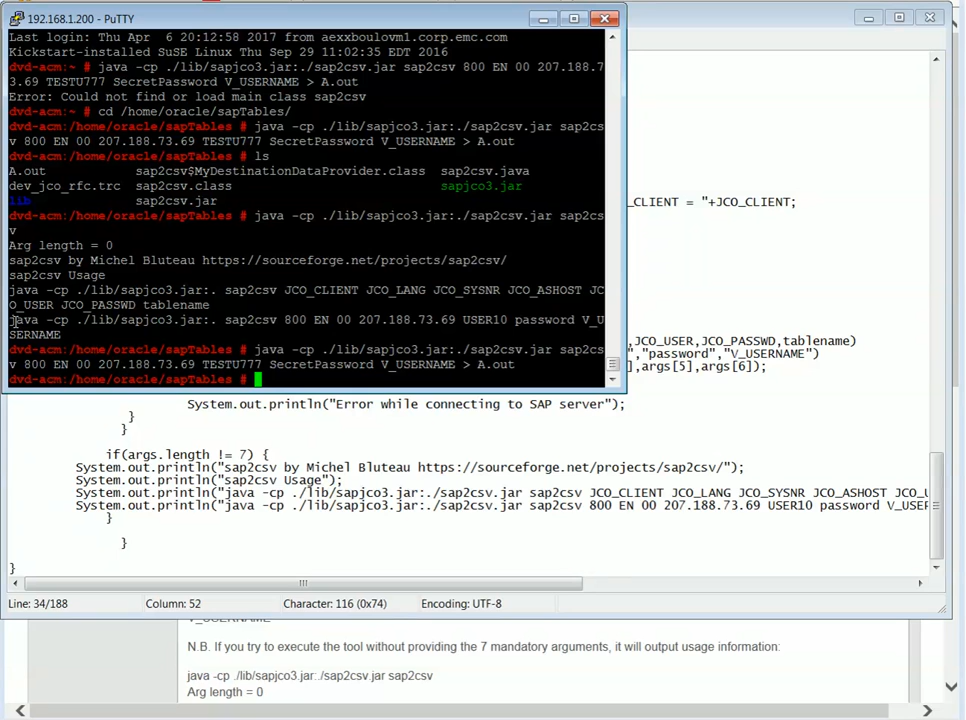 192.168.1.200 - PuTTY
Last login: Thu Apr  6 20:12:58 2017 from aexxboulovm1.corp.emc.com
Kickstart-installed SuSE Linux Thu Sep 29 11:02:35 EDT 2016
dvd-acm:~ # java -cp ./lib/sapjco3.jar:./sap2csv.jar sap2csv 800 EN 00 207.188.7
3.69 TESTU777 SecretPassword V_USERNAME > A.out
Error: Could not find or load main class sap2csv
dvd-acm:~ # cd /home/oracle/sapTables/
dvd-acm:/home/oracle/sapTables # java -cp ./lib/sapjco3.jar:./sap2csv.jar sap2cs
v 800 EN 00 207.188.73.69 TESTU777 SecretPassword V_USERNAME > A.out
dvd-acm:/home/oracle/sapTables # ls
A.out sap2csv$MyDestinationDataProvider.class sap2csv.java
dev_jco_rfc.trc sap2csv.class sapjco3.jar
lib sap2csv.jar
dvd-acm:/home/oracle/sapTables # java -cp ./lib/sapjco3.jar:./sap2csv.jar sap2cs
v
Arg length = 0
sap2csv by Michel Bluteau https://sourceforge.net/projects/sap2csv/
sap2csv Usage
java -cp ./lib/sapjco3.jar:. sap2csv JCO_CLIENT JCO_LANG JCO_SYSNR JCO_ASHOST JC
O_USER JCO_PASSWD tablename
java -cp ./lib/sapjco3.jar:. sap2csv 800 EN 00 207.188.73.69 USER10 password V_U
SERNAME
dvd-acm:/home/oracle/sapTables # java -cp ./lib/sapjco3.jar:./sap2csv.jar sap2cs
v 800 EN 00 207.188.73.69 TESTU777 SecretPassword V_USERNAME > A.out
dvd-acm:/home/oracle/sapTables #
_CLIENT = "+JCO_CLIENT;
,JCO_USER,JCO_PASSWD,tablename)
","password","V_USERNAME")
],args[5],args[6]);
System.out.println("Error while connecting to SAP server");
}
}
if(args.length != 7) {
System.out.println("sap2csv by Michel Bluteau https://sourceforge.net/projects/sap2csv/");
System.out.println("sap2csv Usage");
System.out.println("java -cp ./lib/sapjco3.jar:./sap2csv.jar sap2csv JCO_CLIENT JCO_LANG JCO_SYSNR JCO_ASHOST JCO_
System.out.println("java -cp ./lib/sapjco3.jar:./sap2csv.jar sap2csv 800 EN 00 207.188.73.69 USER10 password V_USER
}
}
}
Line: 34/188 Column: 52 Character: 116 (0x74) Encoding: UTF-8
V_USERNAME
N.B. If you try to execute the tool without providing the 7 mandatory arguments, it will output usage information:
java -cp ./lib/sapjco3.jar:./sap2csv.jar sap2csv
Arg length = 0